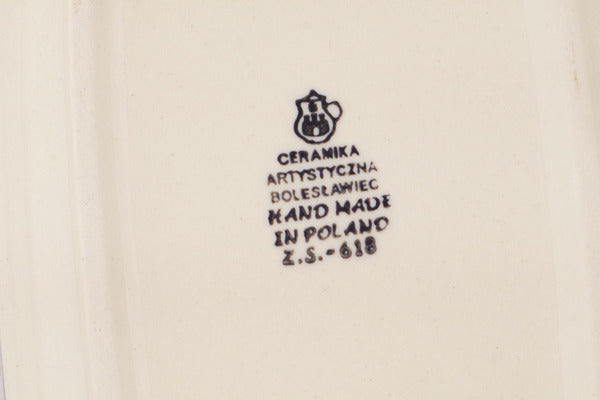 CERAMIKA
ARTYSTYCZNA
BOLESŁAWIEC
HAND MADE
IN POLAND
Z.S.-618